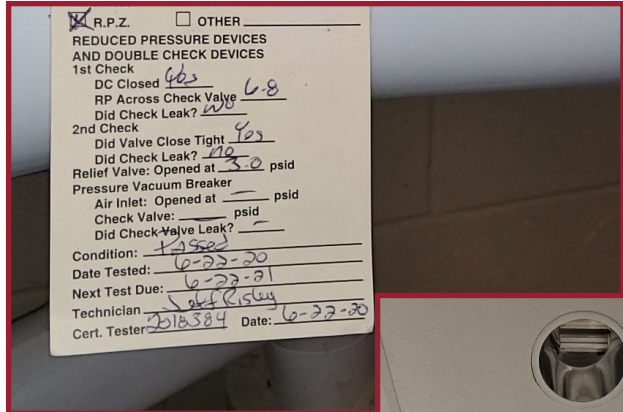 R.P.Z. OTHER
REDUCED PRESSURE DEVICES
AND DOUBLE CHECK DEVICES
1st Check
DC Closed Yes
RP Across Check Valve 6-8
Did Check Leak? No
2nd Check
Did Valve Close Tight Yes
Did Check Leak? no
Relief Valve: Opened at 3-0 psid
Pressure Vacuum Breaker
Air Inlet: Opened at — psid
Check Valve: — psid
Did Check Valve Leak? —
Condition: Passed
Date Tested: 6-22-20
Next Test Due: 6-22-21
Technician Jeff Risley
Cert. Tester 2018384 Date: 6-22-20